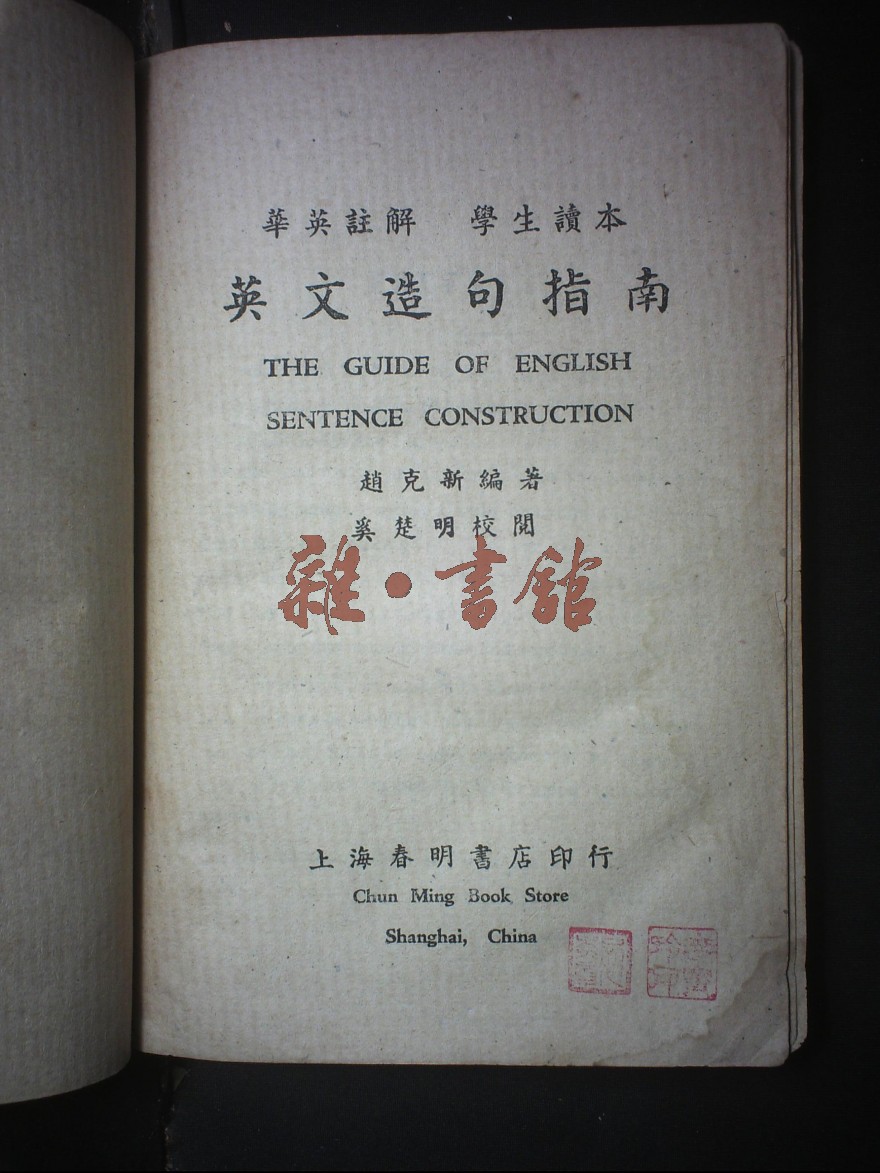 華英註解 學生讀本
英文造句指南
THE GUIDE OF ENGLISH
SENTENCE CONSTRUCTION
趙克新編著
奚楚明校閱
雜·書館
上海春明書店印行
Chun Ming Book Store
Shanghai, China